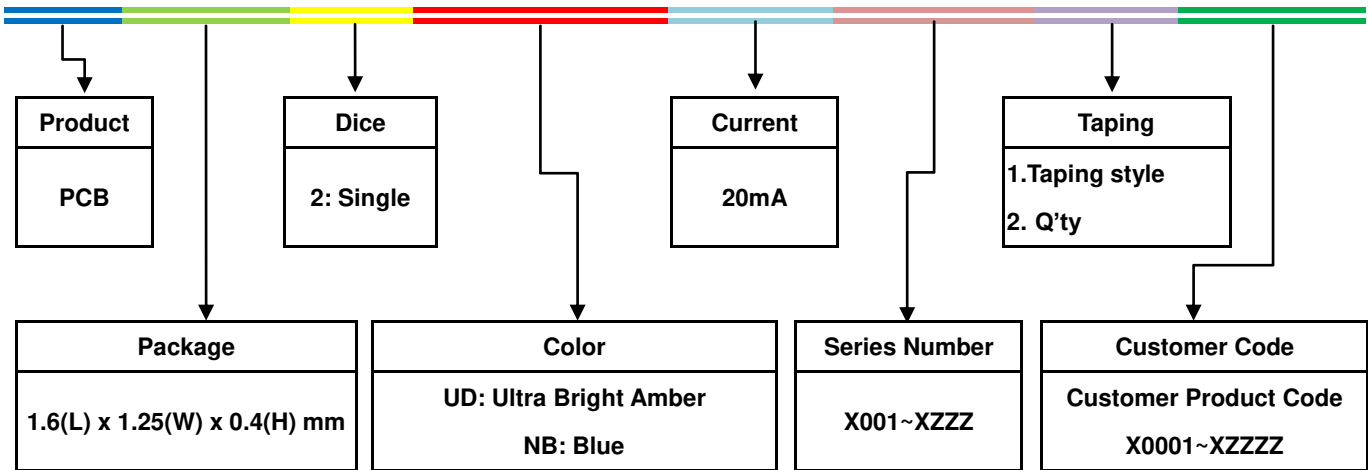 Product
PCB
Dice
2: Single
Current
20mA
Taping
1.Taping style
2. Q’ty
Package
1.6(L) x 1.25(W) x 0.4(H) mm
Color
UD: Ultra Bright Amber
NB: Blue
Series Number
X001~XZZZ
Customer Code
Customer Product Code
X0001~XZZZZ